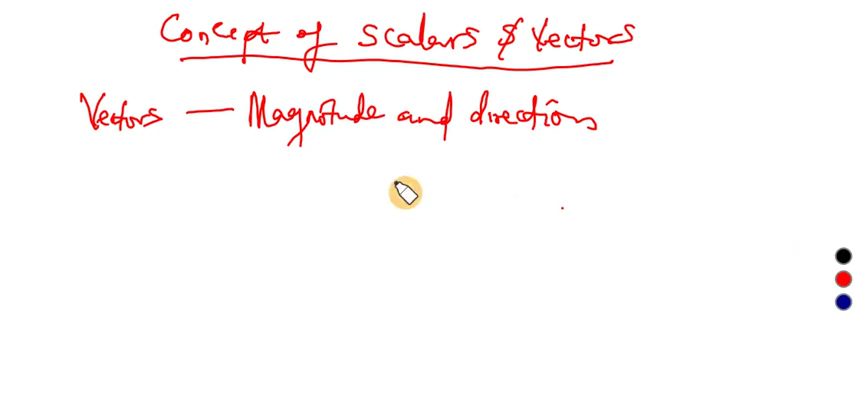 Concept of Scalars & Vectors
Vectors — Magnitude and directions